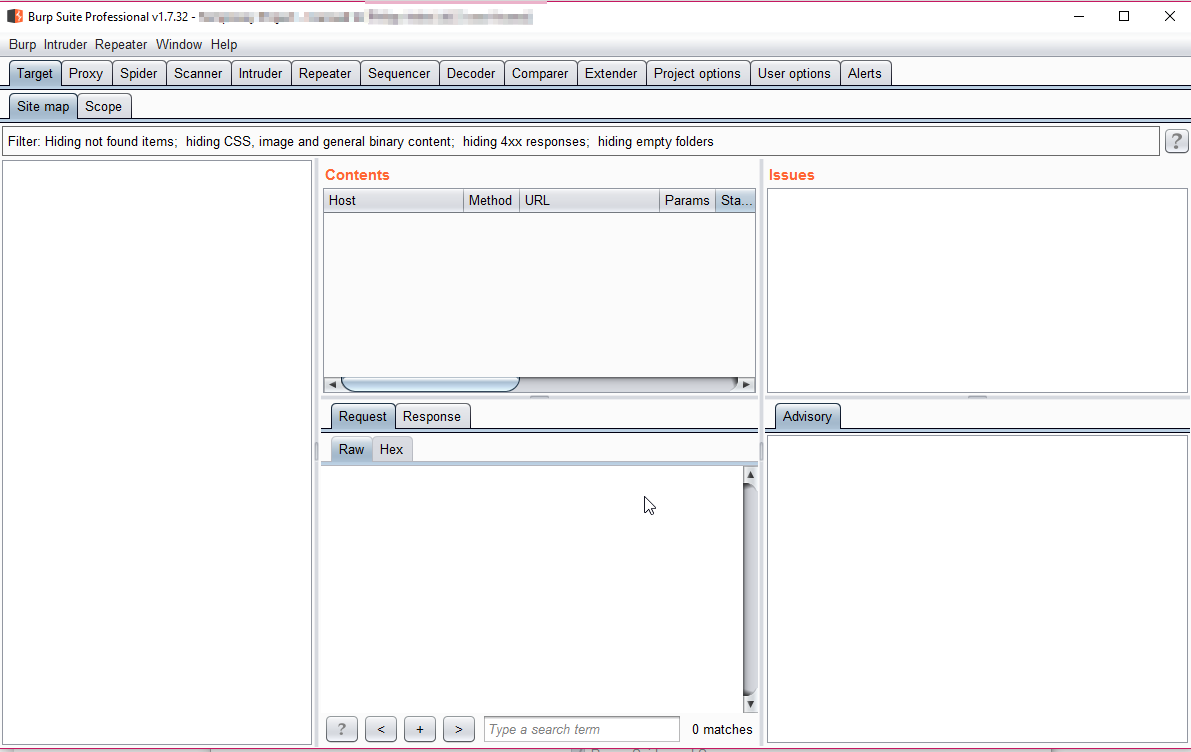 Burp Suite Professional v1.7.32 -
Burp Intruder Repeater Window Help
Target Proxy Spider Scanner Intruder Repeater Sequencer Decoder Comparer Extender Project options User options Alerts
Site map Scope
Filter: Hiding not found items; hiding CSS, image and general binary content; hiding 4xx responses; hiding empty folders
?
Contents
Host Method URL Params Sta...
Issues
Request Response
Raw Hex
Advisory
? < + > Type a search term 0 matches